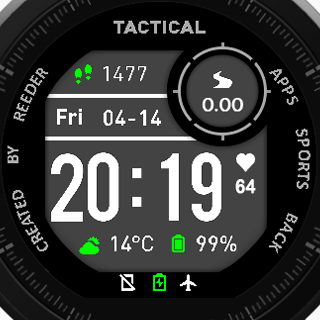 TACTICAL
1477
0.00
Fri 04-14
20:19
64
14°C 99%
CREATED BY REEDER
APPS
SPORTS
BACK